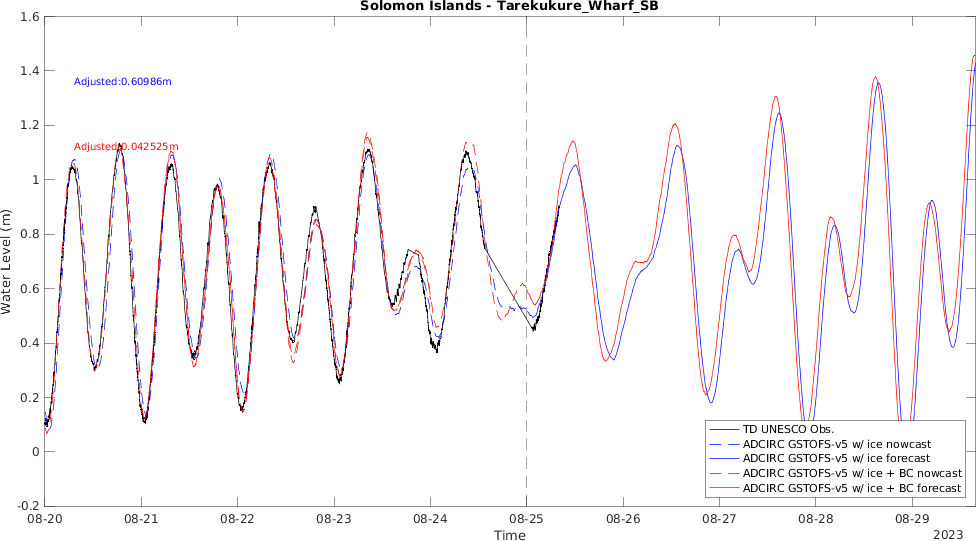 Solomon Islands - Tarekukure_Wharf_SB
1.6
1.4
1.2
1
0.8
0.6
0.4
0.2
0
-0.2
Water Level (m)
Adjusted:0.60986m
Adjusted:0.042525m
TD UNESCO Obs.
ADCIRC GSTOFS-v5 w/ ice nowcast
ADCIRC GSTOFS-v5 w/ ice forecast
ADCIRC GSTOFS-v5 w/ ice + BC nowcast
ADCIRC GSTOFS-v5 w/ ice + BC forecast
08-20 08-21 08-22 08-23 08-24 08-25 08-26 08-27 08-28 08-29
Time
2023